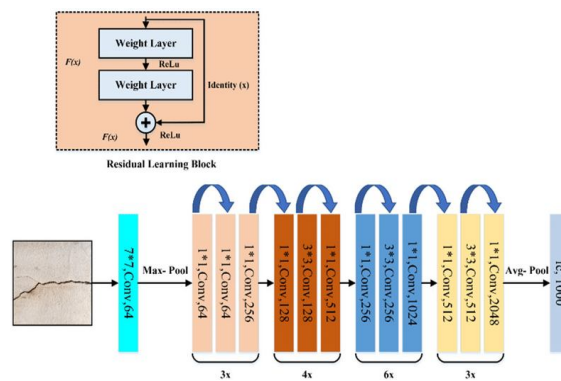 Weight Layer
F(x)
ReLu
Weight Layer
Identity (x)
+
F(x)
ReLu
Residual Learning Block
7*7,Conv,64
Max- Pool
1*1,Conv,64
1*1,Conv,64
1*1,Conv,256
1*1,Conv,128
3*3,Conv,128
1*1,Conv,512
1*1,Conv,256
3*3,Conv,256
1*1,Conv,1024
1*1,Conv,512
3*3,Conv,512
1*1,Conv,2048
Avg- Pool
3x
4x
6x
3x